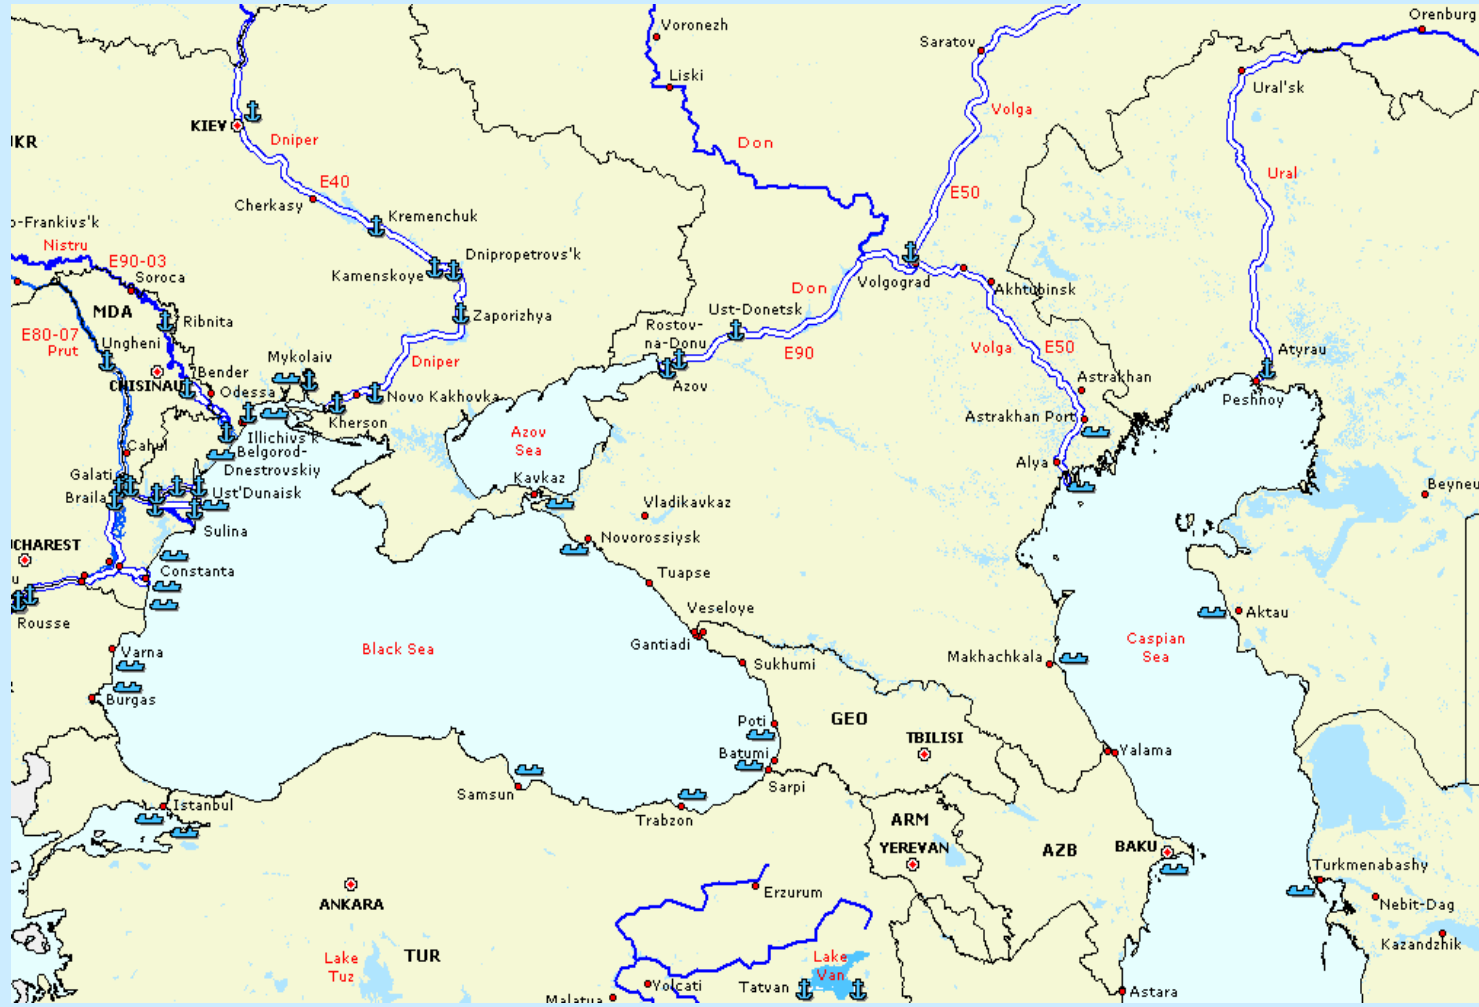 Orenburg
Voronezh
Saratov
Liski
Ural'sk
Volga
KIEV
Dniper
Don
JKR
E40
E50
Ural
Cherkasy
Kremenchuk
o-Frankivs'k
Nistru
E90-03
Soroca
Dnipropetrovs'k
Kamenskoye
Volgograd
Akhtubinsk
Don
MDA
Ribnita
Zaporizhya
Ust-Donetsk
E80-07
Prut
Ungheni
Rostov-
na-Donu
E90
Volga
E50
Atyrau
Mykolaiv
Dniper
Bender
CHISINAU
Odessa
Novo Kakhovka
Azov
Astrakhan
Peshnoy
Kherson
Astrakhan Port
Illichivs'k
Azov
Sea
Belgorod-
Dnestrovskiy
Cahul
Alya
Galati
Kavkaz
Beyneu
Braila
Ust'Dunaisk
Vladikavkaz
Sulina
Novorossiysk
UCHAREST
Constanta
u
Tuapse
Rousse
Veseloye
Aktau
Gantiadi
Black Sea
Caspian
Sea
Varna
Sukhumi
Makhachkala
Burgas
GEO
Poti
TBILISI
Batumi
Yalama
Sarpi
Samsun
Istanbul
Trabzon
ARM
YEREVAN
AZB
BAKU
Turkmenabashy
ANKARA
Erzurum
Nebit-Dag
Kazandzhik
TUR
Lake
Tuz
Lake
Van
Volcati
Tatvan
Malatua
Astara